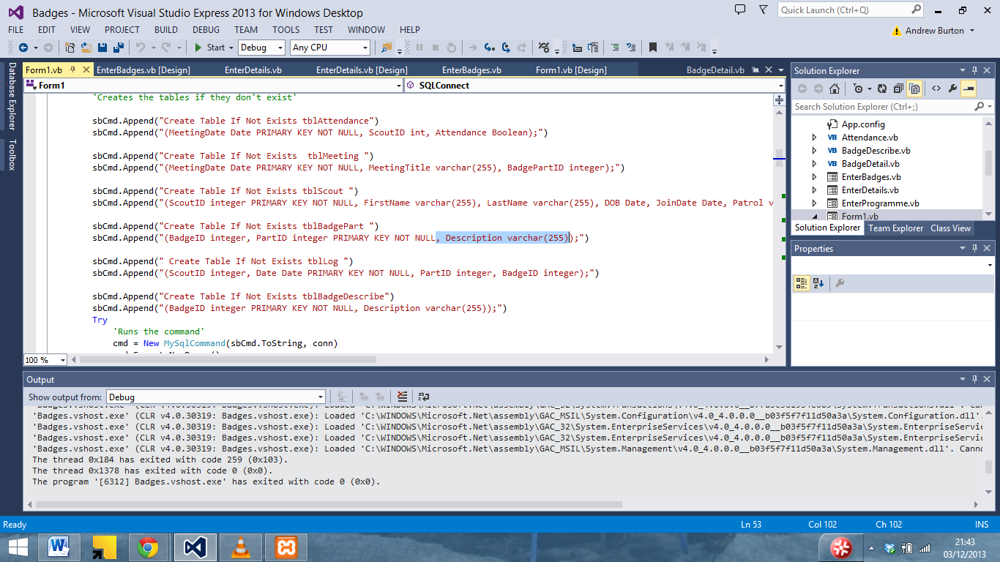 Badges - Microsoft Visual Studio Express 2013 for Windows Desktop
Quick Launch (Ctrl+Q)
FILE EDIT VIEW PROJECT BUILD DEBUG TEAM TOOLS TEST WINDOW HELP
Andrew Burton
Start Debug Any CPU
Database Explorer
Toolbox
Form1.vb EnterBadges.vb [Design] EnterDetails.vb EnterDetails.vb [Design] EnterBadges.vb Form1.vb [Design] BadgeDetail.vb
Form1 SQLConnect
'Creates the tables if they don't exist'
sbCmd.Append("Create Table If Not Exists tblAttendance")
sbCmd.Append("(MeetingDate Date PRIMARY KEY NOT NULL, ScoutID int, Attendance Boolean);")
sbCmd.Append("Create Table If Not Exists  tblMeeting ")
sbCmd.Append("(MeetingDate Date PRIMARY KEY NOT NULL, MeetingTitle varchar(255), BadgePartID integer);")
sbCmd.Append("Create Table If Not Exists tblScout ")
sbCmd.Append("(ScoutID integer PRIMARY KEY NOT NULL, FirstName varchar(255), LastName varchar(255), DOB Date, JoinDate Date, Patrol v
sbCmd.Append("Create Table If Not Exists tblBadgePart ")
sbCmd.Append("(BadgeID integer, PartID integer PRIMARY KEY NOT NULL, Description varchar(255));")
sbCmd.Append(" Create Table If Not Exists tblLog ")
sbCmd.Append("(ScoutID integer, Date Date PRIMARY KEY NOT NULL, PartID integer, BadgeID integer);")
sbCmd.Append("Create Table If Not Exists tblBadgeDescribe")
sbCmd.Append("(BadgeID integer PRIMARY KEY NOT NULL, Description varchar(255));")
Try
'Runs the command'
cmd = New MySqlCommand(sbCmd.ToString, conn)
100 %
Solution Explorer
Search Solution Explorer (Ctrl+;)
App.config
VB Attendance.vb
VB BadgeDescribe.vb
VB BadgeDetail.vb
EnterBadges.vb
EnterDetails.vb
EnterProgramme.vb
Form1.vb
Solution Explorer Team Explorer Class View
Properties
Output
Show output from: Debug
'Badges.vshost.exe' (CLR v4.0.30319: Badges.vshost.exe): Loaded 'C:\WINDOWS\Microsoft.Net\assembly\GAC_MSIL\System.Configuration\v4.0_4.0.0.0__b03f5f7f11d50a3a\System.Configuration.dll'.
'Badges.vshost.exe' (CLR v4.0.30319: Badges.vshost.exe): Loaded 'C:\WINDOWS\Microsoft.Net\assembly\GAC_32\System.EnterpriseServices\v4.0_4.0.0.0__b03f5f7f11d50a3a\System.EnterpriseServic
'Badges.vshost.exe' (CLR v4.0.30319: Badges.vshost.exe): Loaded 'C:\WINDOWS\Microsoft.Net\assembly\GAC_32\System.EnterpriseServices\v4.0_4.0.0.0__b03f5f7f11d50a3a\System.EnterpriseServic
'Badges.vshost.exe' (CLR v4.0.30319: Badges.vshost.exe): Loaded 'C:\WINDOWS\Microsoft.Net\assembly\GAC_MSIL\System.Management\v4.0_4.0.0.0__b03f5f7f11d50a3a\System.Management.dll'. Canno
The thread 0x184 has exited with code 259 (0x103).
The thread 0x1378 has exited with code 0 (0x0).
The program '[6312] Badges.vshost.exe' has exited with code 0 (0x0).
Ready Ln 53 Col 102 Ch 102 INS
21:43
03/12/2013